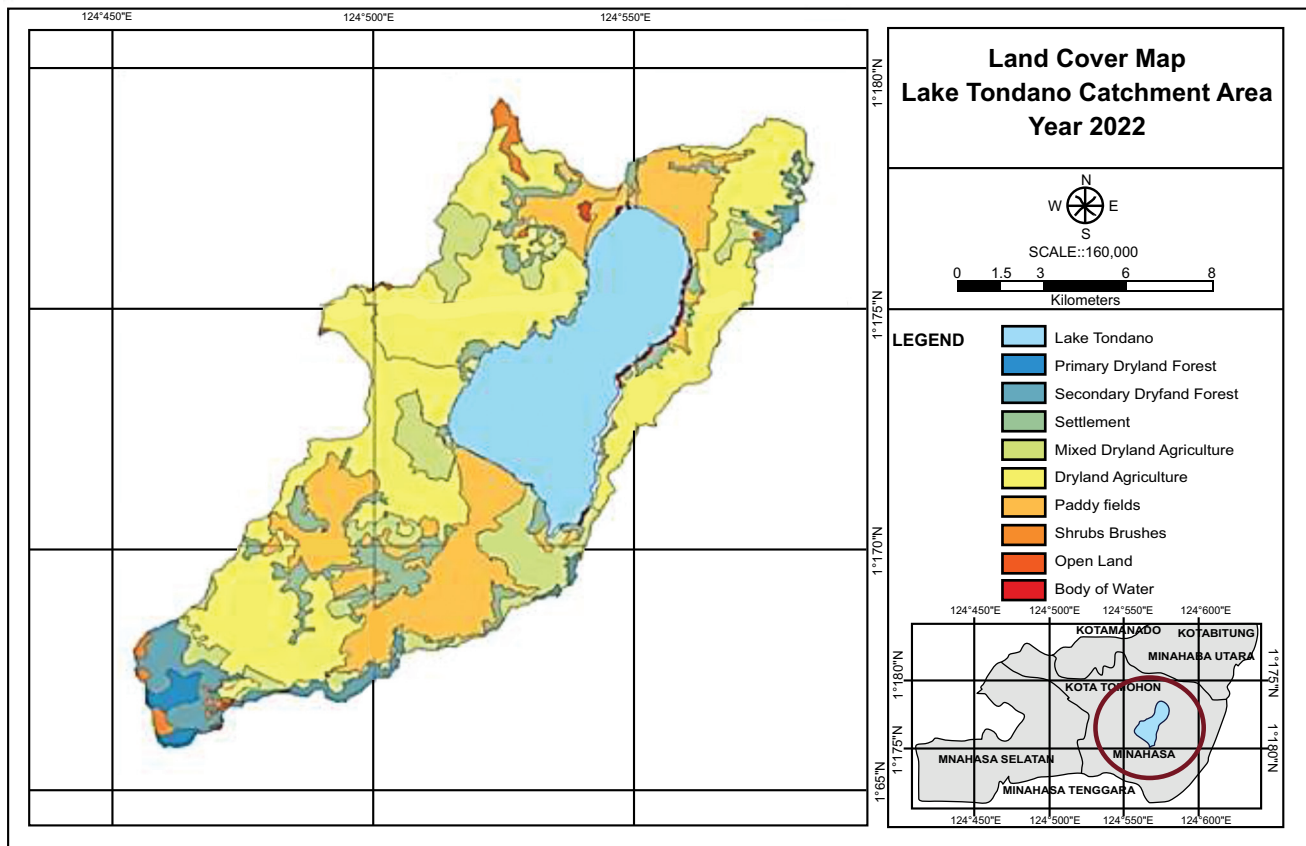 124°450"E
124°500"E
124°550"E
1°180"N
1°175"N
1°170"N
1°65"N
Land Cover Map
Lake Tondano Catchment Area
Year 2022
N
W E
S
SCALE::160,000
0 1.5 3 6 8
Kilometers
LEGEND
Lake Tondano
Primary Dryland Forest
Secondary Dryfand Forest
Settlement
Mixed Dryland Agriculture
Dryland Agriculture
Paddy fields
Shrubs Brushes
Open Land
Body of Water
124°450"E 124°500"E 124°550"E 124°600"E
KOTAMANADO
KOTABITUNG
MINAHABA UTARA
KOTA TOMOHON
MINAHASA
MNAHASA SELATAN
MINAHASA TENGGARA
1°180"N
1°175"N
1°175"N
1°180"N
124°450"E 124°500"E 124°550"E 124°600"E